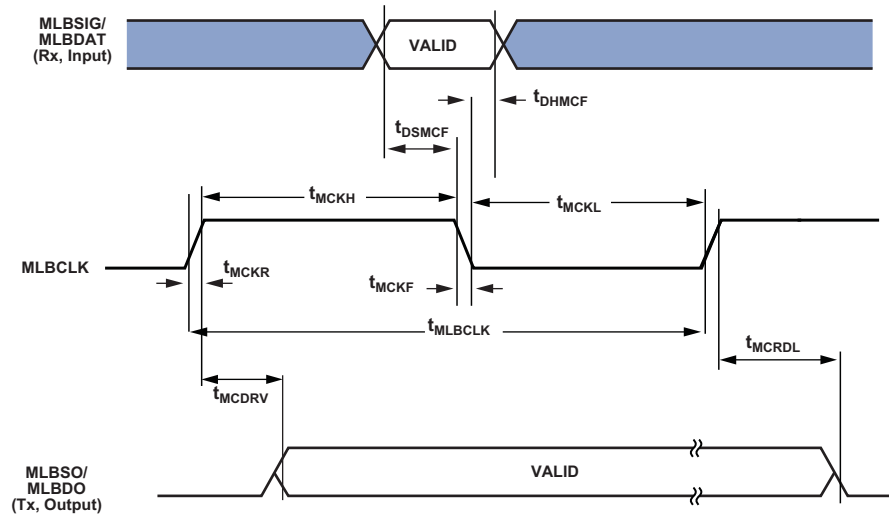 MLBSIG/
MLBDAT
(Rx, Input)
VALID
tDHMCF
tDSMCF
tMCKH
tMCKL
MLBCLK
tMCKR
tMCKF
tMLBCLK
tMCRDL
tMCDRV
MLBSO/
MLBDO
(Tx, Output)
VALID